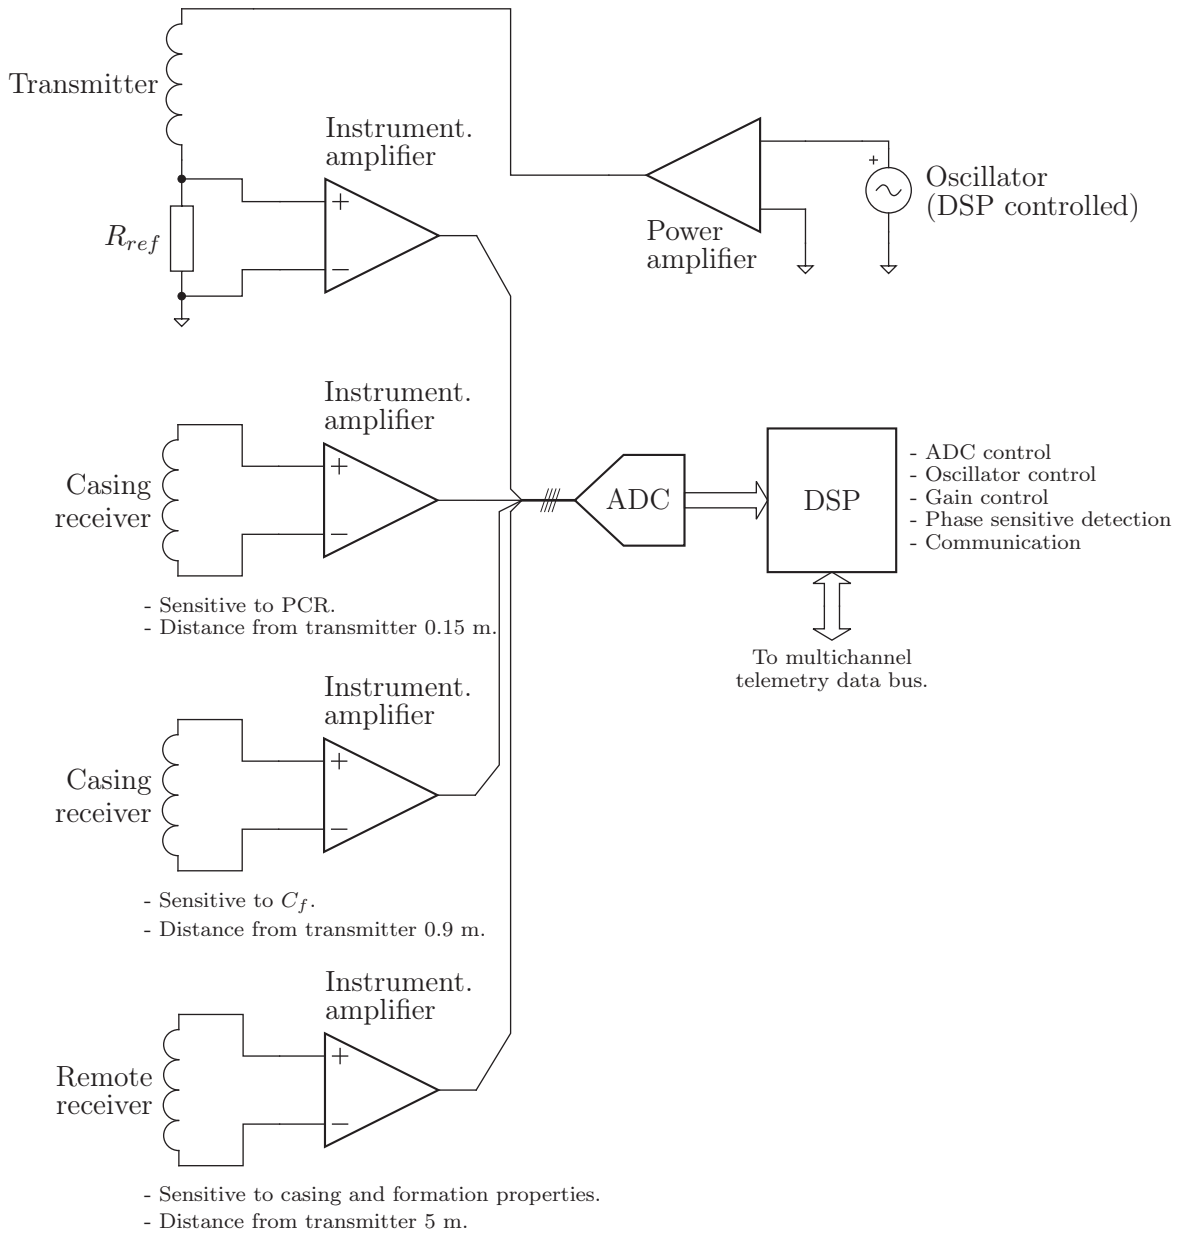 Transmitter
Instrument.
amplifier
+
−
R_ref
Power
amplifier
+
Oscillator
(DSP controlled)
Instrument.
amplifier
+
−
Casing
receiver
- Sensitive to PCR.
- Distance from transmitter 0.15 m.
ADC
DSP
- ADC control
- Oscillator control
- Gain control
- Phase sensitive detection
- Communication
To multichannel
telemetry data bus.
Instrument.
amplifier
+
−
Casing
receiver
- Sensitive to C_f.
- Distance from transmitter 0.9 m.
Instrument.
amplifier
+
−
Remote
receiver
- Sensitive to casing and formation properties.
- Distance from transmitter 5 m.